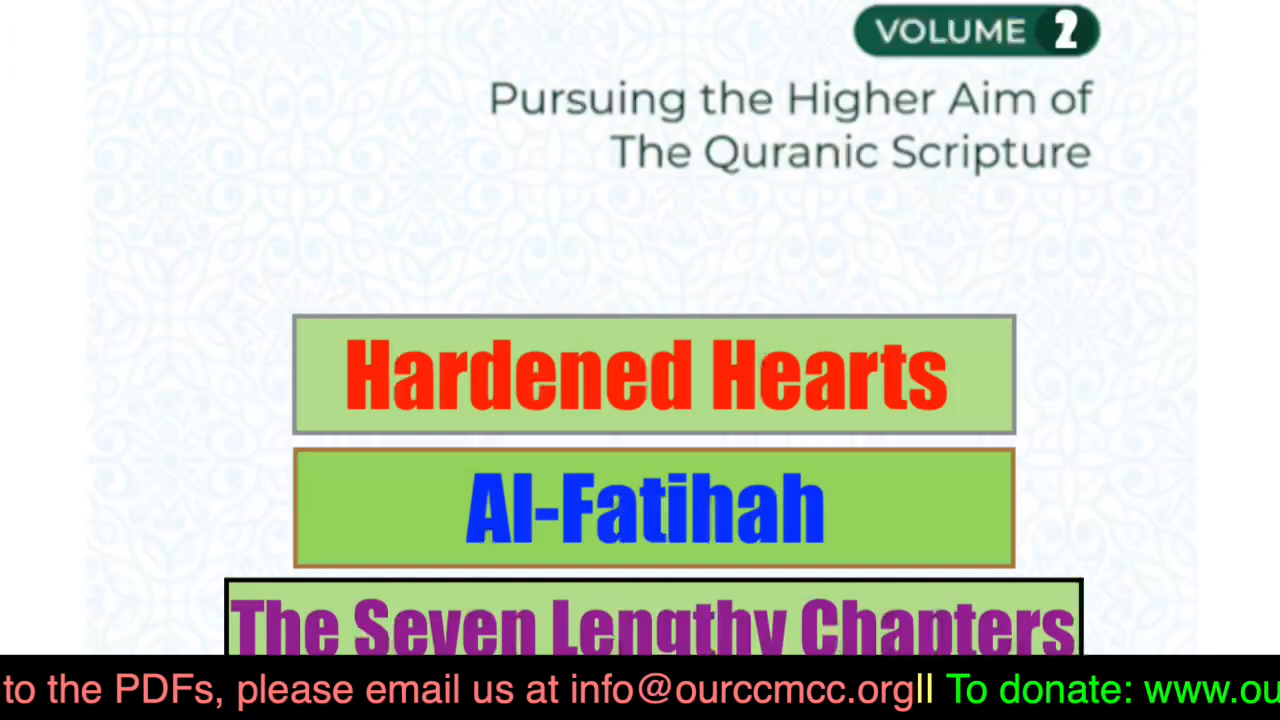 VOLUME 2
Pursuing the Higher Aim of
The Quranic Scripture
Hardened Hearts
Al-Fatihah
The Seven Lengthy Chapters
to the PDFs, please email us at info@ourccmcc.org|| To donate: www.ou